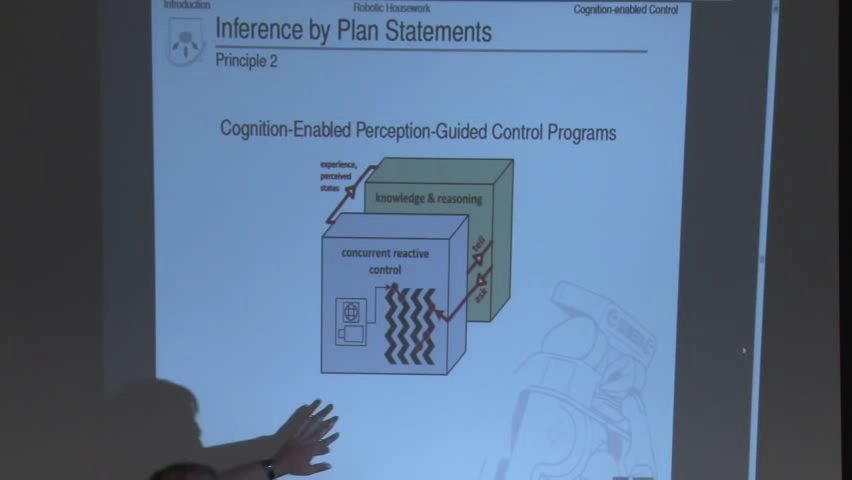 Introduction
Robotic Housework
Cognition-enabled Control
Inference by Plan Statements
Principle 2
Cognition-Enabled Perception-Guided Control Programs
experience,
perceived
states
knowledge & reasoning
concurrent reactive
control
tell
ask